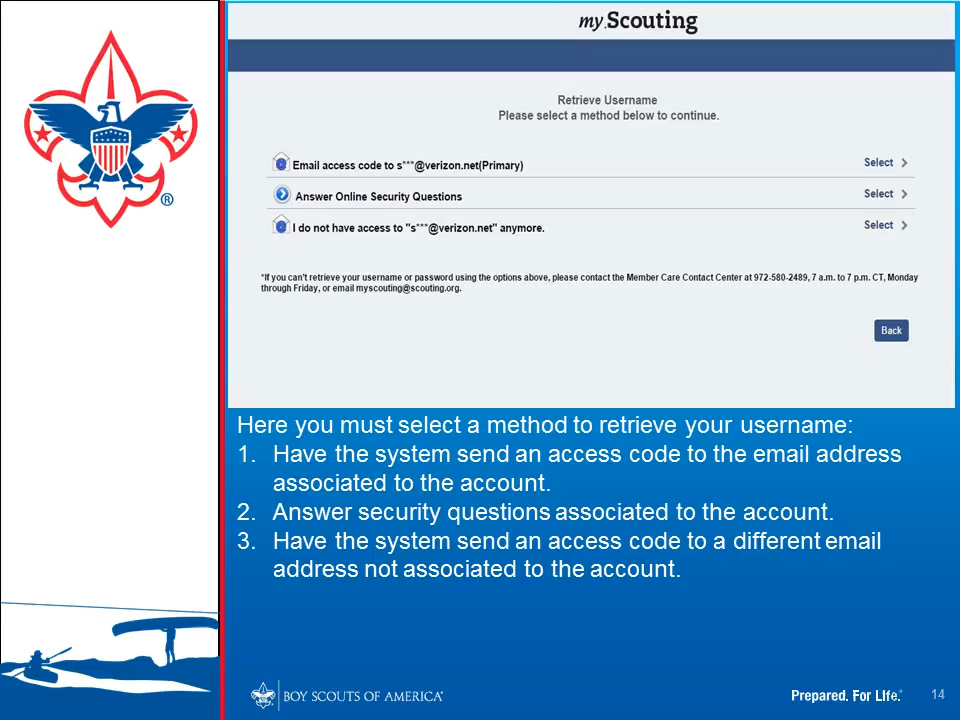 my.Scouting
Retrieve Username
Please select a method below to continue.
Email access code to s***@verizon.net(Primary) Select
Answer Online Security Questions Select
I do not have access to "s***@verizon.net" anymore. Select
*If you can't retrieve your username or password using the options above, please contact the Member Care Contact Center at 972-580-2489, 7 a.m. to 7 p.m. CT, Monday
through Friday, or email myscouting@scouting.org.
Back
®
Here you must select a method to retrieve your username:
1. Have the system send an access code to the email address
associated to the account.
2. Answer security questions associated to the account.
3. Have the system send an access code to a different email
address not associated to the account.
BOY SCOUTS OF AMERICA®
Prepared. For Life.®
14